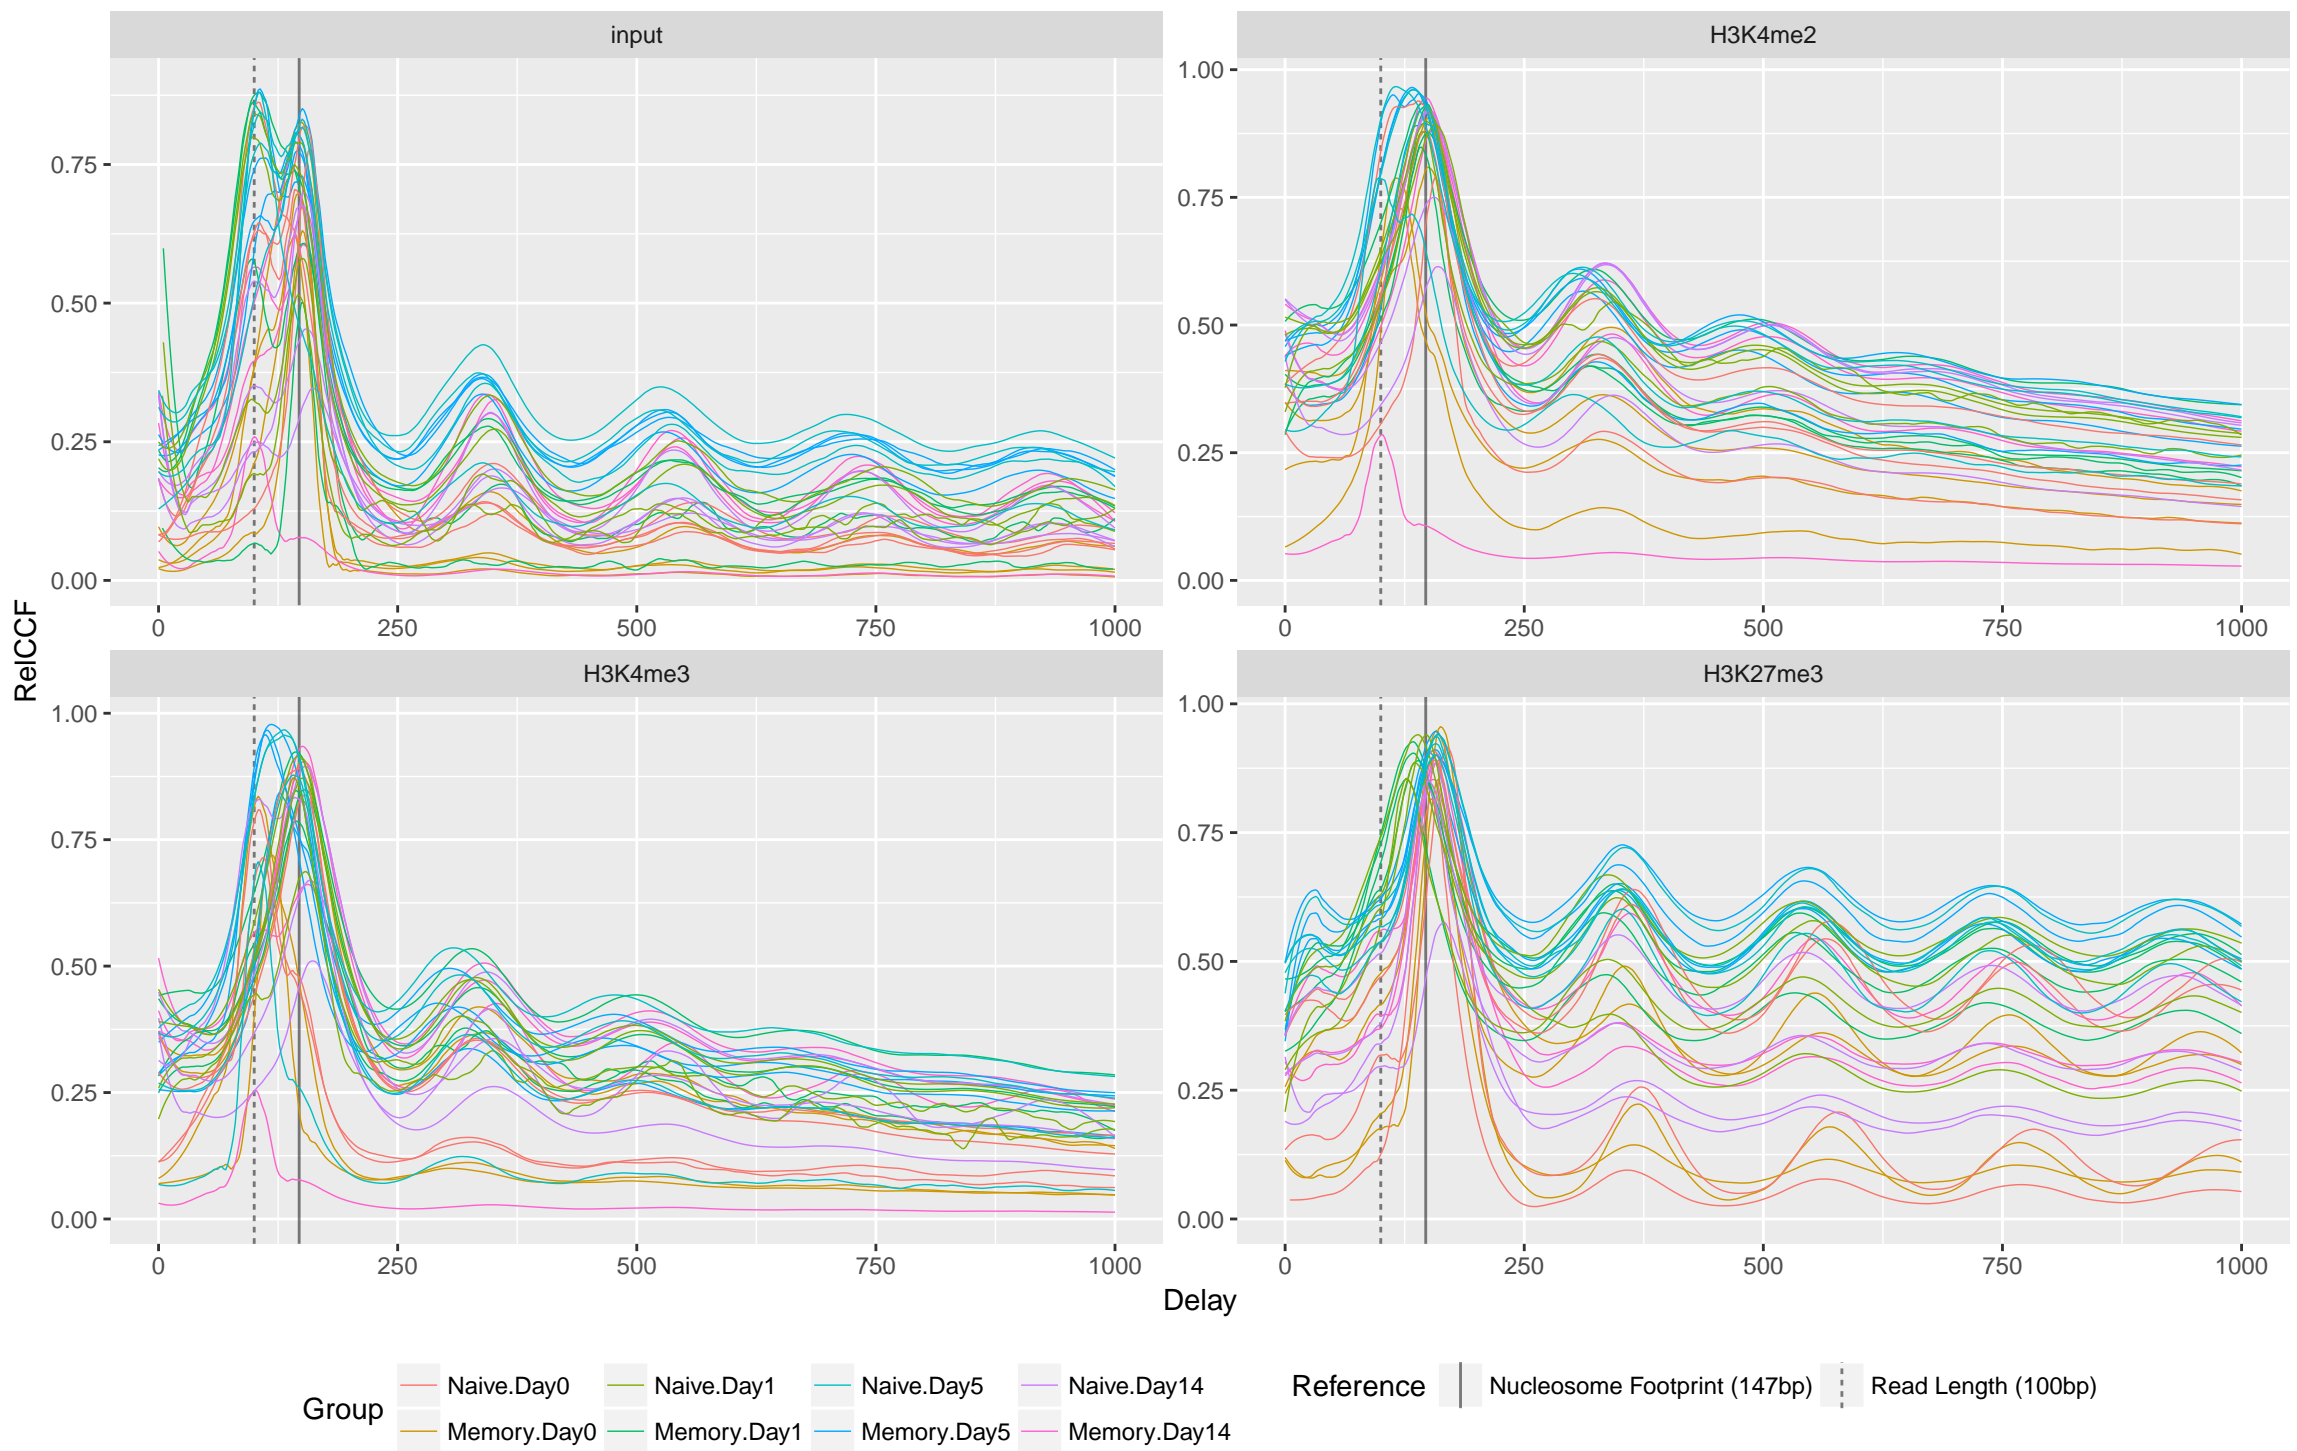 input
H3K4me2
0.75
0.50
0.25
0.00
0 250 500 750 1000
1.00
0.75
0.50
0.25
0.00
0 250 500 750 1000
RelCCF
H3K4me3
H3K27me3
1.00
0.75
0.50
0.25
0.00
0 250 500 750 1000
1.00
0.75
0.50
0.25
0.00
0 250 500 750 1000
Delay
Group
Naive.Day0 Naive.Day1 Naive.Day5 Naive.Day14
Memory.Day0 Memory.Day1 Memory.Day5 Memory.Day14
Reference Nucleosome Footprint (147bp) Read Length (100bp)